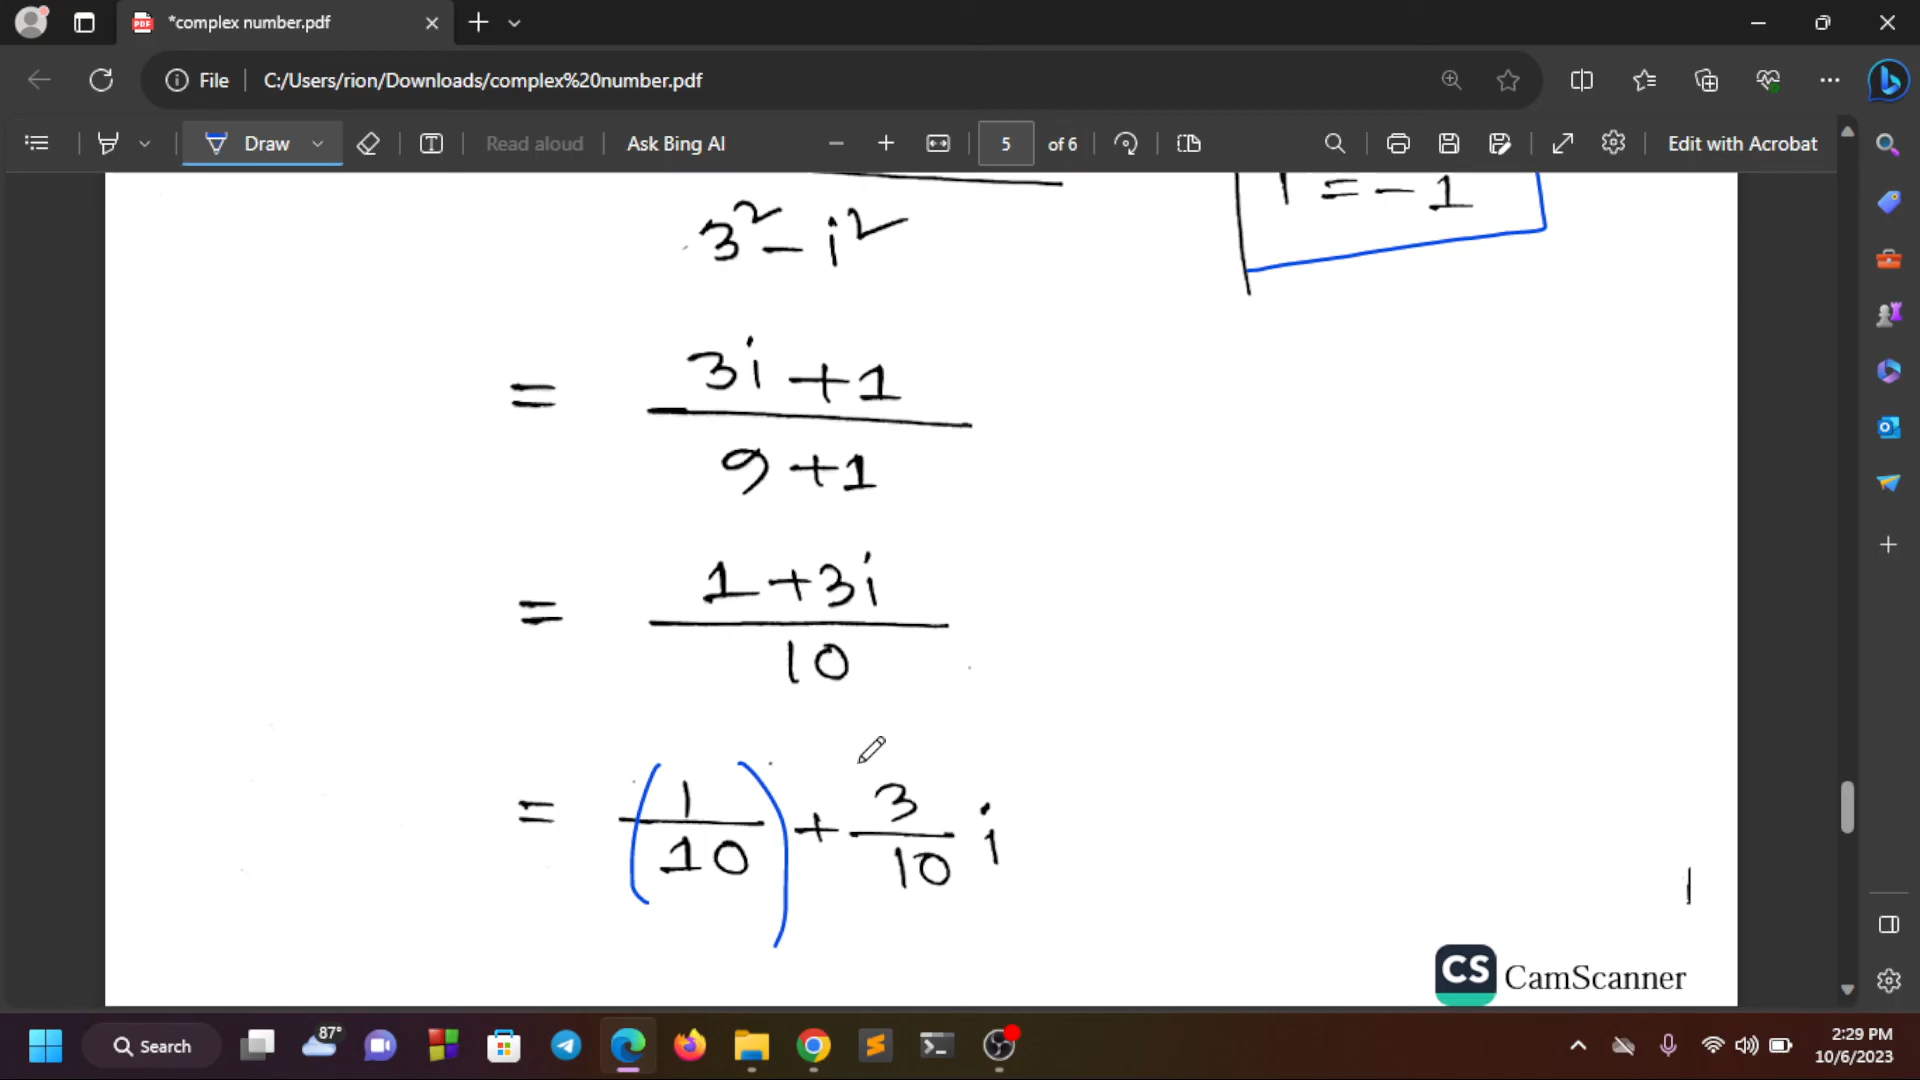 *complex number.pdf
File C:/Users/rion/Downloads/complex%20number.pdf
Draw Read aloud Ask Bing AI 5 of 6 Edit with Acrobat
= - 1
3² - i²
= 3i + 1
9 + 1
= 1 + 3i
10
= (1/10) + 3/10 i
CS CamScanner
Search 87° 2:29 PM
10/6/2023